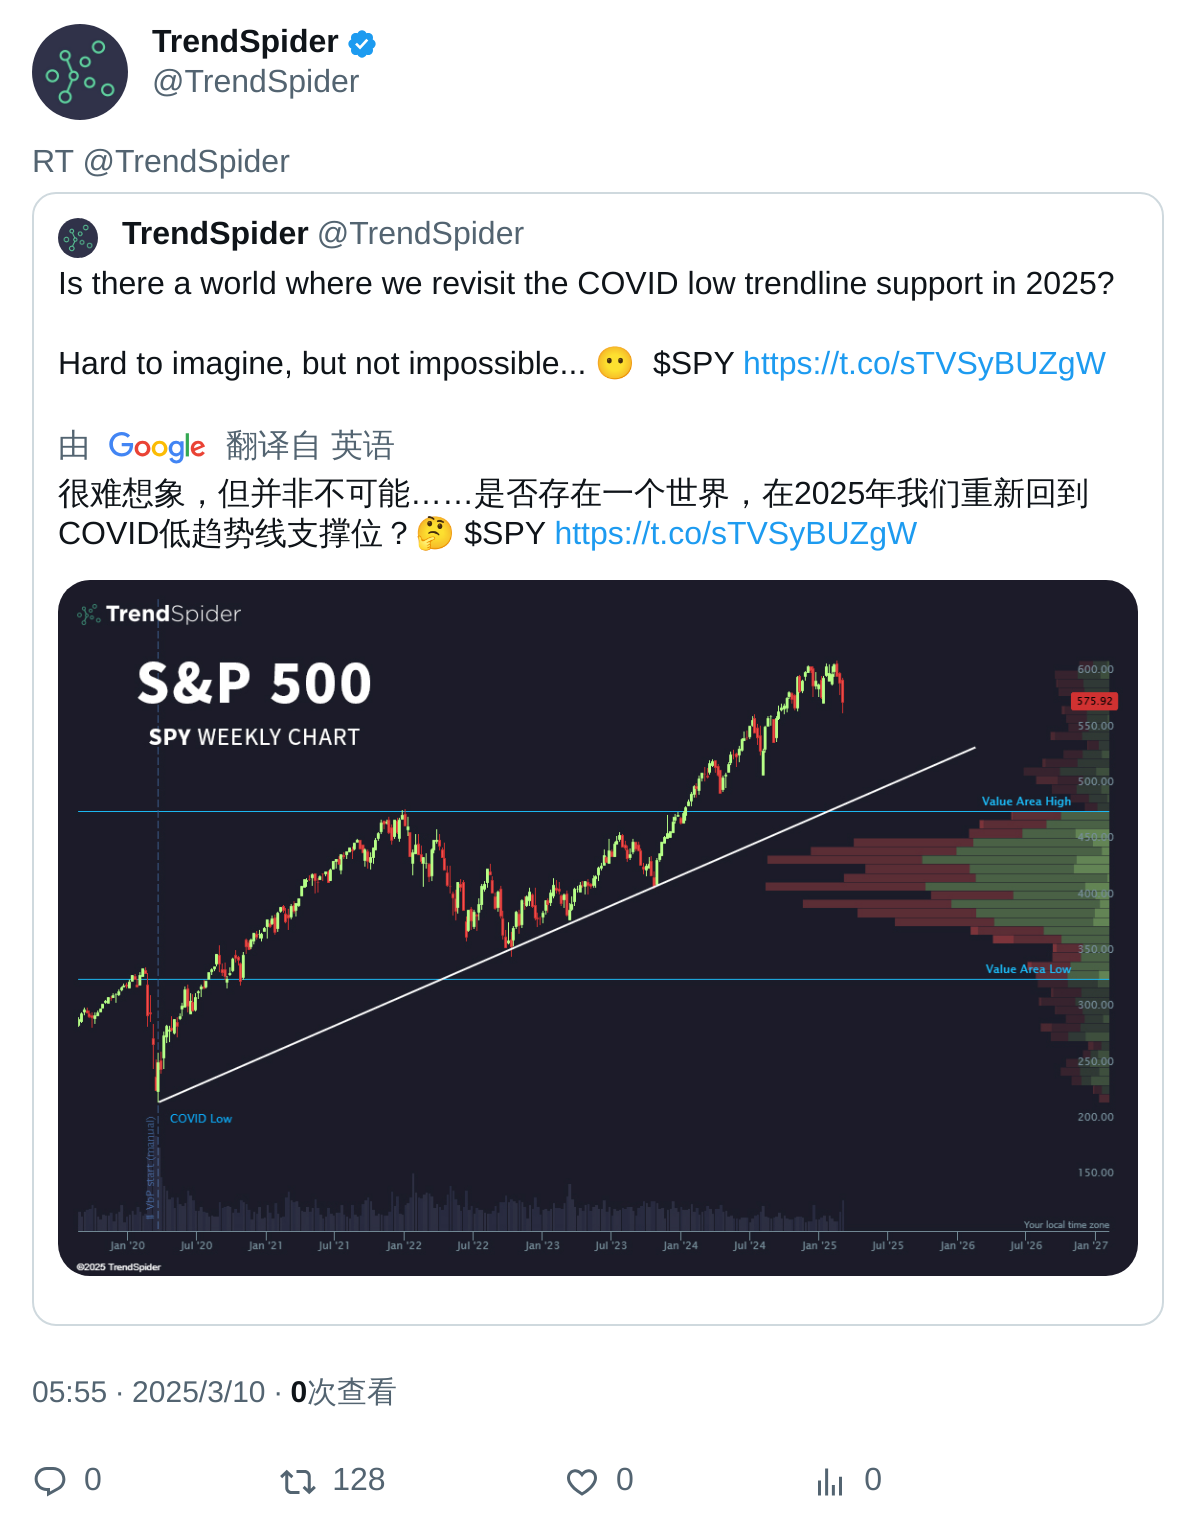 TrendSpider
@TrendSpider
RT @TrendSpider
TrendSpider @TrendSpider
Is there a world where we revisit the COVID low trendline support in 2025?
Hard to imagine, but not impossible... 😶 $SPY https://t.co/sTVSyBUZgW
由 Google 翻译自 英语
很难想象，但并非不可能……是否存在一个世界，在2025年我们重新回到
COVID低趋势线支撑位？🤔 $SPY https://t.co/sTVSyBUZgW
TrendSpider
S&P 500
SPY WEEKLY CHART
600.00
575.92
550.00
500.00
Value Area High
450.00
400.00
350.00
Value Area Low
300.00
250.00
COVID Low
200.00
150.00
VbP start (manual)
Your local time zone
Jan '20 Jul '20 Jan '21 Jul '21 Jan '22 Jul '22 Jan '23 Jul '23 Jan '24 Jul '24 Jan '25 Jul '25 Jan '26 Jul '26 Jan '27
©2025 TrendSpider
05:55 · 2025/3/10 · 0次查看
0 128 0 0